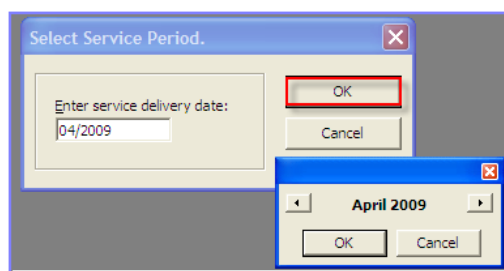 Select Service Period.
Enter service delivery date:
04/2009
OK
Cancel
April 2009
OK
Cancel